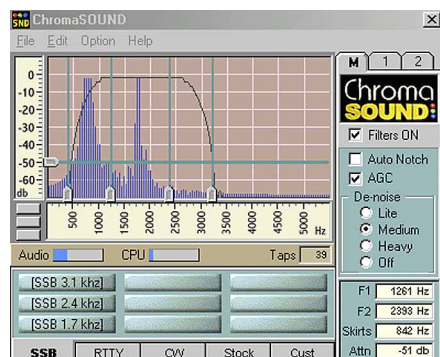 SND ChromaSOUND
File Edit Option Help
M 1 2
Chroma
SOUND:
Filters ON
Auto Notch
AGC
De-noise
Lite
Medium
Heavy
Off
0
-10
-20
-30
-40
-50
-60
db
500 1000 1500 2000 2500 3000 3500 4000 4500 5000 Hz
Audio CPU Taps 39
[SSB 3.1 khz]
[SSB 2.4 khz]
[SSB 1.7 khz]
SSB RTTY CW Stock Cust
F1 1261 Hz
F2 2393 Hz
Skirts 842 Hz
Attn -51 db